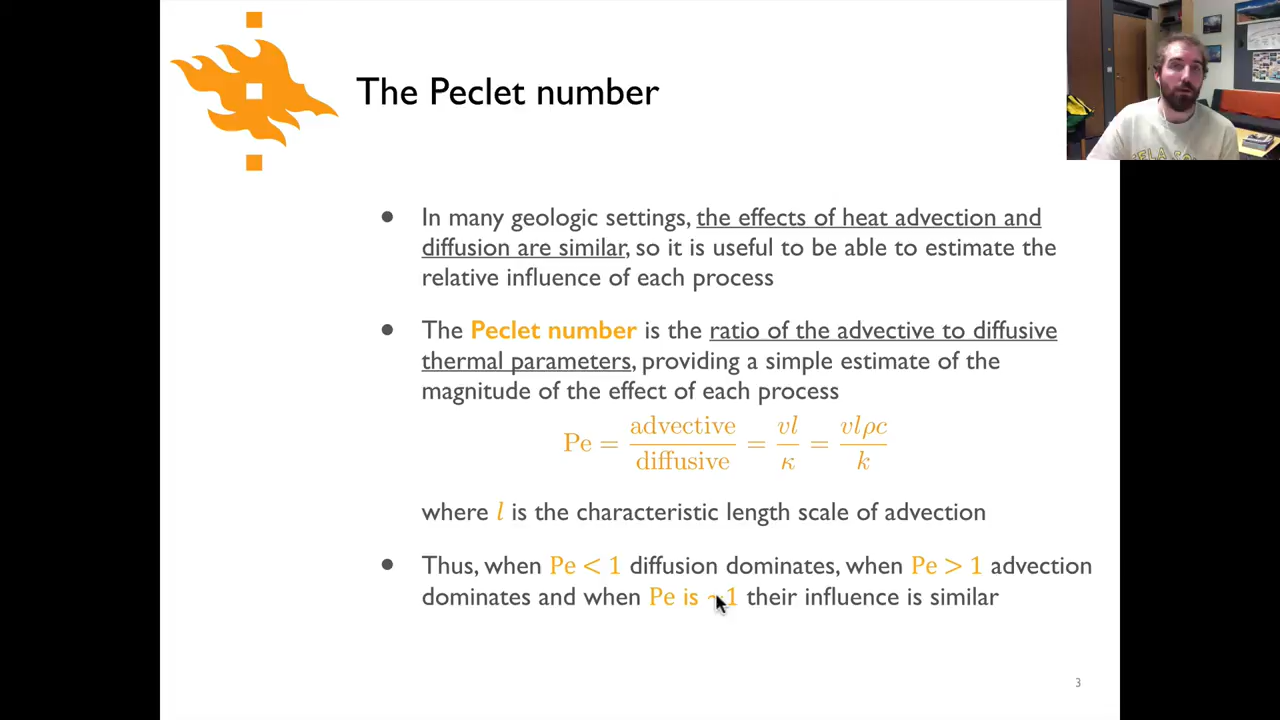 The Peclet number
● In many geologic settings, the effects of heat advection and
diffusion are similar, so it is useful to be able to estimate the
relative influence of each process
● The Peclet number is the ratio of the advective to diffusive
thermal parameters, providing a simple estimate of the
magnitude of the effect of each process
Pe = advective/diffusive = vl/κ = vlρc/k
where l is the characteristic length scale of advection
● Thus, when Pe < 1 diffusion dominates, when Pe > 1 advection
dominates and when Pe is ~1 their influence is similar
3